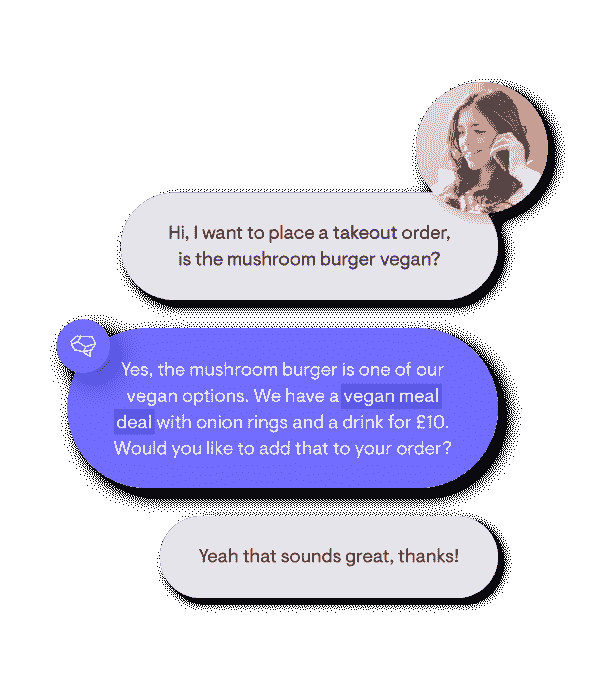 Hi, I want to place a takeout order,
is the mushroom burger vegan?
Yes, the mushroom burger is one of our
vegan options. We have a vegan meal
deal with onion rings and a drink for £10.
Would you like to add that to your order?
Yeah that sounds great, thanks!